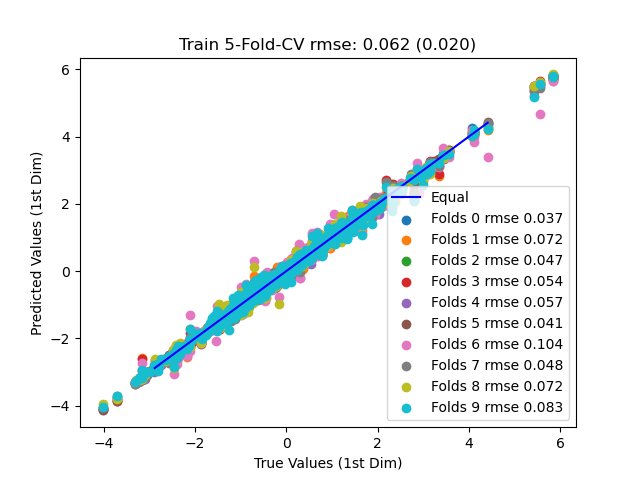 Train 5-Fold-CV rmse: 0.062 (0.020)
Predicted Values (1st Dim)
6
4
2
0
−2
−4
Equal
Folds 0 rmse 0.037
Folds 1 rmse 0.072
Folds 2 rmse 0.047
Folds 3 rmse 0.054
Folds 4 rmse 0.057
Folds 5 rmse 0.041
Folds 6 rmse 0.104
Folds 7 rmse 0.048
Folds 8 rmse 0.072
Folds 9 rmse 0.083
−4 −2 0 2 4 6
True Values (1st Dim)